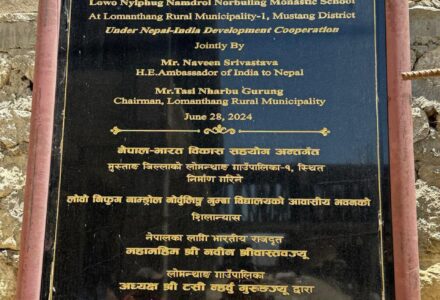 Lowo Nyiphug Namdrol Norbuling Monastic School
At Lomanthang Rural Municipality-1, Mustang District
Under Nepal-India Development Cooperation
Jointly By
Mr. Naveen Srivastava
H.E.Ambassador of India to Nepal
Mr.Tasi Nharbu Gurung
Chairman, Lomanthang Rural Municipality
June 28, 2024
नेपाल-भारत विकास सहयोग अन्तर्गत
मुस्ताङ जिल्लाको लोमन्थाङ गाउँपालिका-१, स्थित
निर्माण गरिने
लोवो निफुग नाम्ड्रोल नोर्वुलिङ्ग गुम्बा विद्यालयको आवासीय भवनको
शिलान्यास
नेपालका लागि भारतीय राजदूत
महामहिम श्री नवीन श्रीवास्तवज्यू
लोमन्थाङ गाउँपालिका
अध्यक्ष श्री टसी नर्वु गुरुङज्यू द्वारा